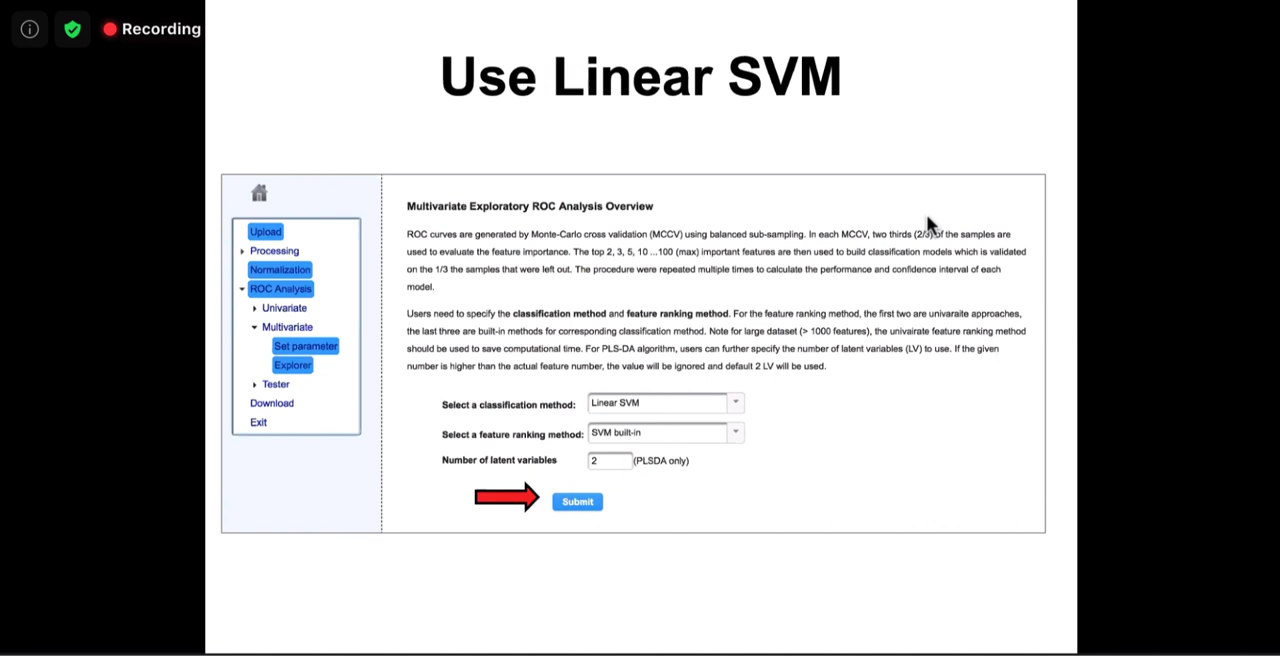 Recording
Use Linear SVM
Upload
Processing
Normalization
ROC Analysis
Univariate
Multivariate
Set parameter
Explorer
Tester
Download
Exit
Multivariate Exploratory ROC Analysis Overview
ROC curves are generated by Monte-Carlo cross validation (MCCV) using balanced sub-sampling. In each MCCV, two thirds (2/3) of the samples are
used to evaluate the feature importance. The top 2, 3, 5, 10 ...100 (max) important features are then used to build classification models which is validated
on the 1/3 the samples that were left out. The procedure were repeated multiple times to calculate the performance and confidence interval of each
model.
Users need to specify the classification method and feature ranking method. For the feature ranking method, the first two are univaraite approaches,
the last three are built-in methods for corresponding classification method. Note for large dataset (> 1000 features), the univairate feature ranking method
should be used to save computational time. For PLS-DA algorithm, users can further specify the number of latent variables (LV) to use. If the given
number is higher than the actual feature number, the value will be ignored and default 2 LV will be used.
Select a classification method: Linear SVM
Select a feature ranking method: SVM built-in
Number of latent variables 2 (PLSDA only)
Submit